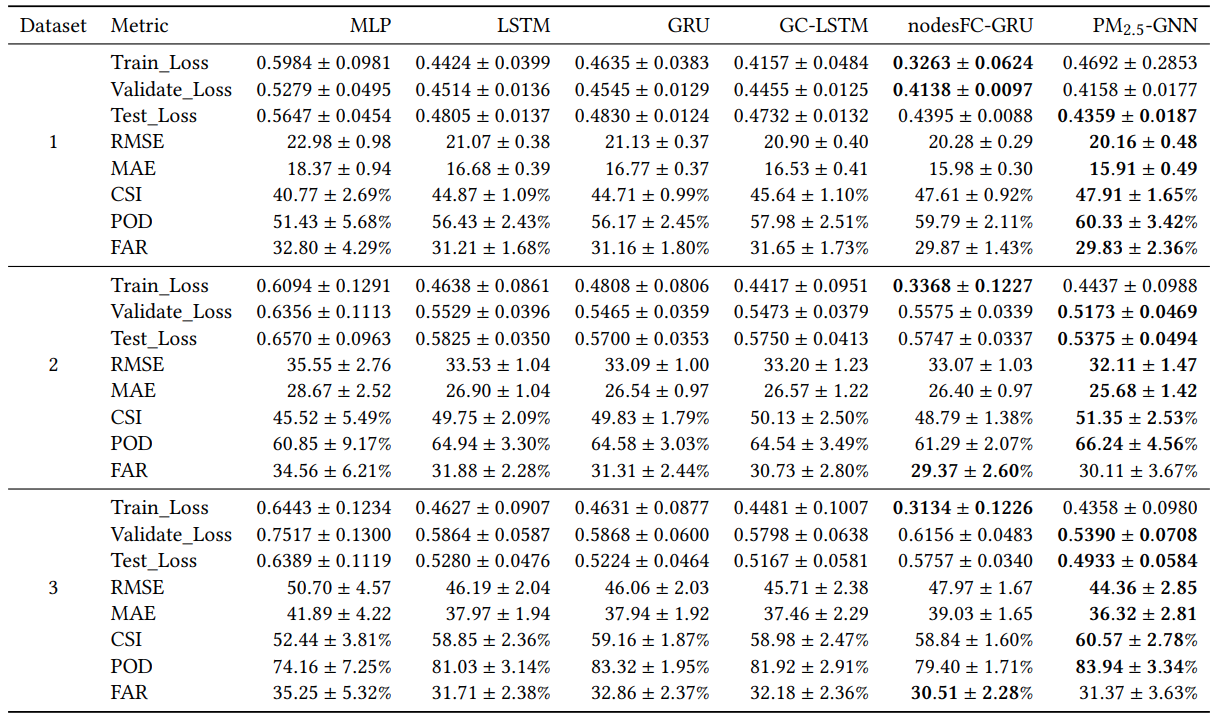 Dataset Metric MLP LSTM GRU GC-LSTM nodesFC-GRU PM2.5-GNN
Train_Loss 0.5984 ± 0.0981 0.4424 ± 0.0399 0.4635 ± 0.0383 0.4157 ± 0.0484 0.3263 ± 0.0624 0.4692 ± 0.2853
Validate_Loss 0.5279 ± 0.0495 0.4514 ± 0.0136 0.4545 ± 0.0129 0.4455 ± 0.0125 0.4138 ± 0.0097 0.4158 ± 0.0177
Test_Loss 0.5647 ± 0.0454 0.4805 ± 0.0137 0.4830 ± 0.0124 0.4732 ± 0.0132 0.4395 ± 0.0088 0.4359 ± 0.0187
1 RMSE 22.98 ± 0.98 21.07 ± 0.38 21.13 ± 0.37 20.90 ± 0.40 20.28 ± 0.29 20.16 ± 0.48
MAE 18.37 ± 0.94 16.68 ± 0.39 16.77 ± 0.37 16.53 ± 0.41 15.98 ± 0.30 15.91 ± 0.49
CSI 40.77 ± 2.69% 44.87 ± 1.09% 44.71 ± 0.99% 45.64 ± 1.10% 47.61 ± 0.92% 47.91 ± 1.65%
POD 51.43 ± 5.68% 56.43 ± 2.43% 56.17 ± 2.45% 57.98 ± 2.51% 59.79 ± 2.11% 60.33 ± 3.42%
FAR 32.80 ± 4.29% 31.21 ± 1.68% 31.16 ± 1.80% 31.65 ± 1.73% 29.87 ± 1.43% 29.83 ± 2.36%
Train_Loss 0.6094 ± 0.1291 0.4638 ± 0.0861 0.4808 ± 0.0806 0.4417 ± 0.0951 0.3368 ± 0.1227 0.4437 ± 0.0988
Validate_Loss 0.6356 ± 0.1113 0.5529 ± 0.0396 0.5465 ± 0.0359 0.5473 ± 0.0379 0.5575 ± 0.0339 0.5173 ± 0.0469
Test_Loss 0.6570 ± 0.0963 0.5825 ± 0.0350 0.5700 ± 0.0353 0.5750 ± 0.0413 0.5747 ± 0.0337 0.5375 ± 0.0494
2 RMSE 35.55 ± 2.76 33.53 ± 1.04 33.09 ± 1.00 33.20 ± 1.23 33.07 ± 1.03 32.11 ± 1.47
MAE 28.67 ± 2.52 26.90 ± 1.04 26.54 ± 0.97 26.57 ± 1.22 26.40 ± 0.97 25.68 ± 1.42
CSI 45.52 ± 5.49% 49.75 ± 2.09% 49.83 ± 1.79% 50.13 ± 2.50% 48.79 ± 1.38% 51.35 ± 2.53%
POD 60.85 ± 9.17% 64.94 ± 3.30% 64.58 ± 3.03% 64.54 ± 3.49% 61.29 ± 2.07% 66.24 ± 4.56%
FAR 34.56 ± 6.21% 31.88 ± 2.28% 31.31 ± 2.44% 30.73 ± 2.80% 29.37 ± 2.60% 30.11 ± 3.67%
Train_Loss 0.6443 ± 0.1234 0.4627 ± 0.0907 0.4631 ± 0.0877 0.4481 ± 0.1007 0.3134 ± 0.1226 0.4358 ± 0.0980
Validate_Loss 0.7517 ± 0.1300 0.5864 ± 0.0587 0.5868 ± 0.0600 0.5798 ± 0.0638 0.6156 ± 0.0483 0.5390 ± 0.0708
Test_Loss 0.6389 ± 0.1119 0.5280 ± 0.0476 0.5224 ± 0.0464 0.5167 ± 0.0581 0.5757 ± 0.0340 0.4933 ± 0.0584
3 RMSE 50.70 ± 4.57 46.19 ± 2.04 46.06 ± 2.03 45.71 ± 2.38 47.97 ± 1.67 44.36 ± 2.85
MAE 41.89 ± 4.22 37.97 ± 1.94 37.94 ± 1.92 37.46 ± 2.29 39.03 ± 1.65 36.32 ± 2.81
CSI 52.44 ± 3.81% 58.85 ± 2.36% 59.16 ± 1.87% 58.98 ± 2.47% 58.84 ± 1.60% 60.57 ± 2.78%
POD 74.16 ± 7.25% 81.03 ± 3.14% 83.32 ± 1.95% 81.92 ± 2.91% 79.40 ± 1.71% 83.94 ± 3.34%
FAR 35.25 ± 5.32% 31.71 ± 2.38% 32.86 ± 2.37% 32.18 ± 2.36% 30.51 ± 2.28% 31.37 ± 3.63%